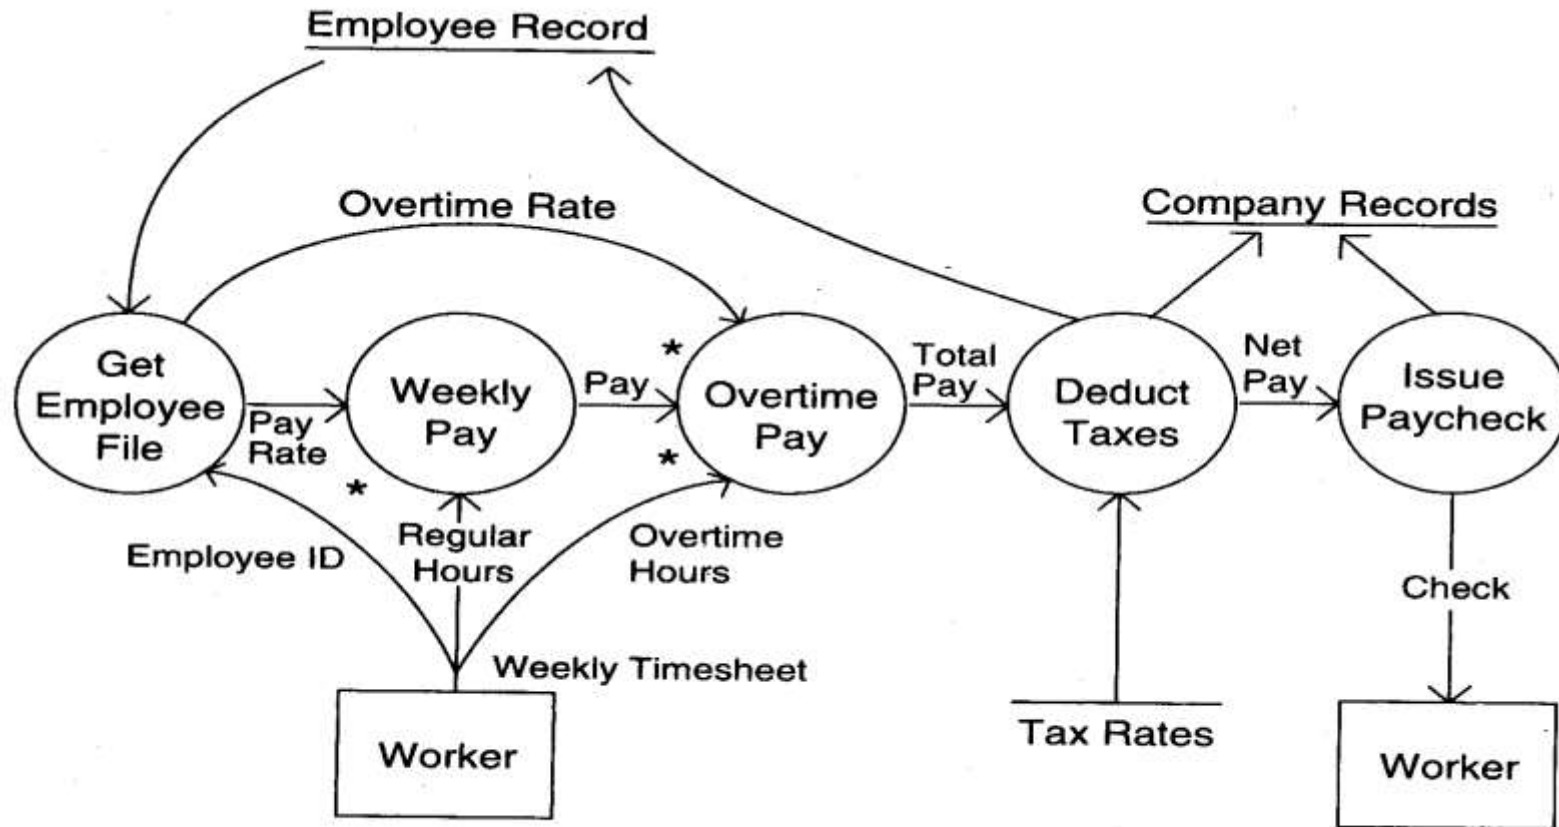 Employee Record
Overtime Rate
Company Records
Get
Employee
File
Pay
Rate
*
Weekly
Pay
Pay
*
*
Overtime
Pay
Total
Pay
Deduct
Taxes
Net
Pay
Issue
Paycheck
Employee ID
Regular
Hours
Overtime
Hours
Check
Weekly Timesheet
Worker
Tax Rates
Worker